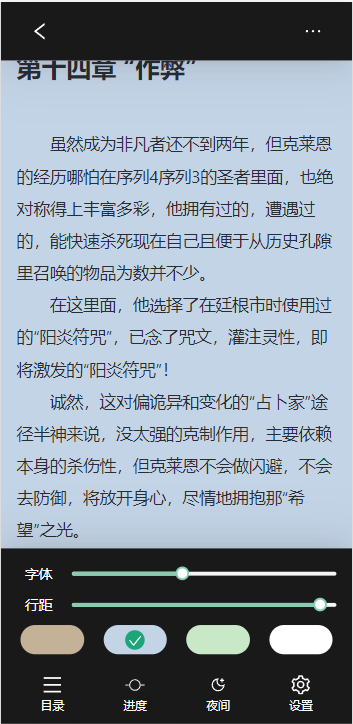 第十四章 “作弊”
虽然成为非凡者还不到两年，但克莱恩
的经历哪怕在序列4序列3的圣者里面，也绝
对称得上丰富多彩，他拥有过的，遭遇过
的，能快速杀死现在自己且便于从历史孔隙
里召唤的物品为数并不少。
在这里面，他选择了在廷根市时使用过
的“阳炎符咒”，已念了咒文，灌注灵性，即
将激发的“阳炎符咒”！
诚然，这对偏诡异和变化的“占卜家”途
径半神来说，没太强的克制作用，主要依赖
本身的杀伤性，但克莱恩不会做闪避，不会
去防御，将放开身心，尽情地拥抱那“希
望”之光。
字体
行距
目录 进度 夜间 设置